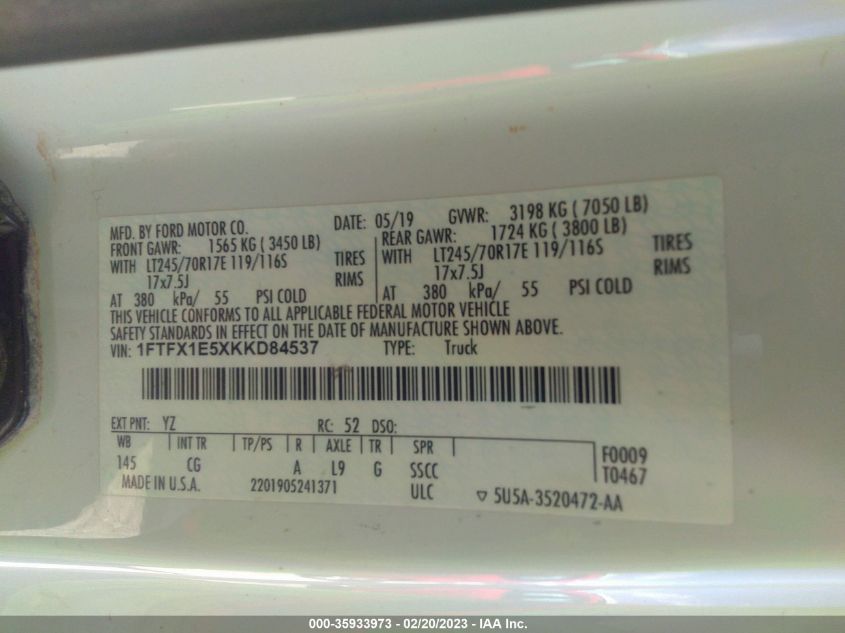 MFD. BY FORD MOTOR CO. DATE: 05/19 GVWR: 3198 KG ( 7050 LB)
FRONT GAWR: 1565 KG ( 3450 LB) REAR GAWR: 1724 KG ( 3800 LB)
WITH LT245/70R17E 119/116S TIRES WITH LT245/70R17E 119/116S TIRES
17x7.5J RIMS 17x7.5J RIMS
AT 380 kPa/ 55 PSI COLD AT 380 kPa/ 55 PSI COLD
THIS VEHICLE CONFORMS TO ALL APPLICABLE FEDERAL MOTOR VEHICLE
SAFETY STANDARDS IN EFFECT ON THE DATE OF MANUFACTURE SHOWN ABOVE.
VIN: 1FTFX1E5XKKD84537 TYPE: Truck
EXT PNT: YZ RC: 52 DSO:
WB INT TR TP/PS R AXLE TR SPR F0009
145 CG A L9 G SSCC T0467
MADE IN U.S.A. 2201905241371 ULC ▽ 5U5A-3520472-AA
000-35933973 - 02/20/2023 - IAA Inc.